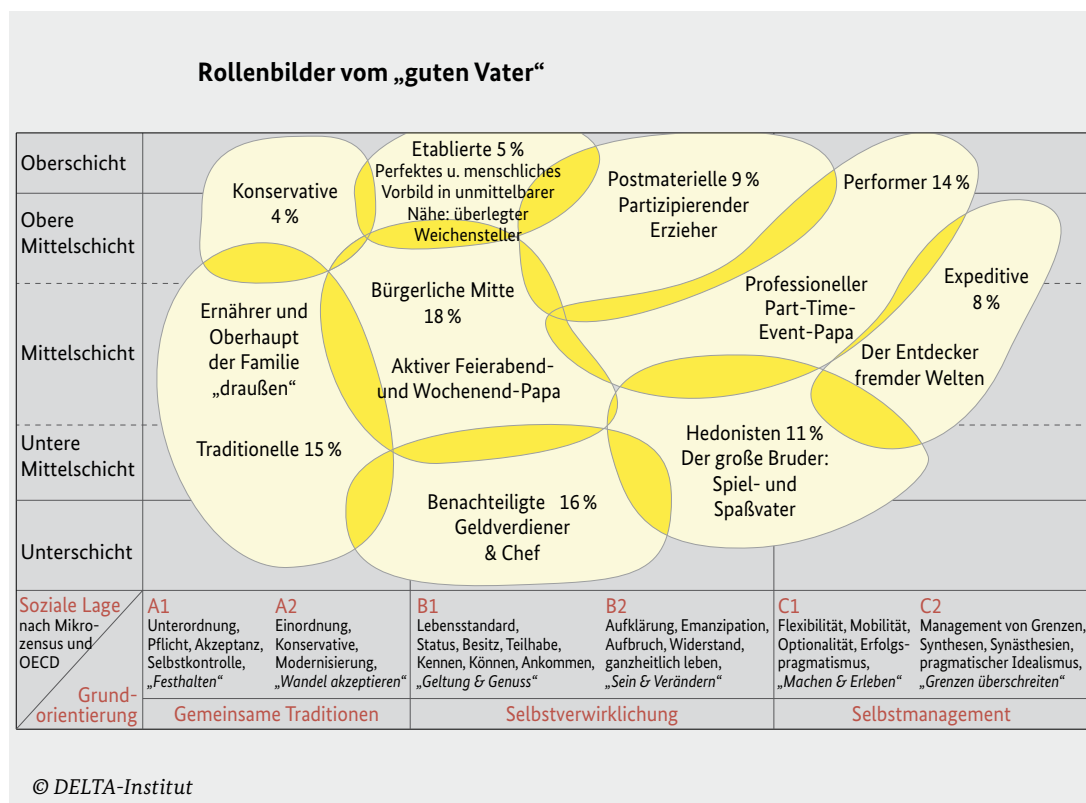 Rollenbilder vom „guten Vater“
Oberschicht
Obere
Mittelschicht
Mittelschicht
Untere
Mittelschicht
Unterschicht
Konservative
4 %
Etablierte 5 %
Perfektes u. menschliches
Vorbild in unmittelbarer
Nähe: überlegter
Weichensteller
Postmaterielle 9 %
Partizipierender
Erzieher
Performer 14 %
Professioneller
Part-Time-
Event-Papa
Expeditive
8 %
Der Entdecker
fremder Welten
Ernährer und
Oberhaupt
der Familie
„draußen“
Traditionelle 15 %
Bürgerliche Mitte
18 %
Aktiver Feierabend-
und Wochenend-Papa
Hedonisten 11 %
Der große Bruder:
Spiel- und
Spaßvater
Benachteiligte 16 %
Geldverdiener
& Chef
Soziale Lage
nach Mikro-
zensus und
OECD
Grund-
orientierung
A1
Unterordnung,
Pflicht, Akzeptanz,
Selbstkontrolle,
„Festhalten“
A2
Einordnung,
Konservative,
Modernisierung,
„Wandel akzeptieren“
B1
Lebensstandard,
Status, Besitz, Teilhabe,
Kennen, Können, Ankommen,
„Geltung & Genuss“
B2
Aufklärung, Emanzipation,
Aufbruch, Widerstand,
ganzheitlich leben,
„Sein & Verändern“
C1
Flexibilität, Mobilität,
Optionalität, Erfolgs-
pragmatismus,
„Machen & Erleben“
C2
Management von Grenzen,
Synthesen, Synästhesien,
pragmatischer Idealismus,
„Grenzen überschreiten“
Gemeinsame Traditionen
Selbstverwirklichung
Selbstmanagement
© DELTA-Institut